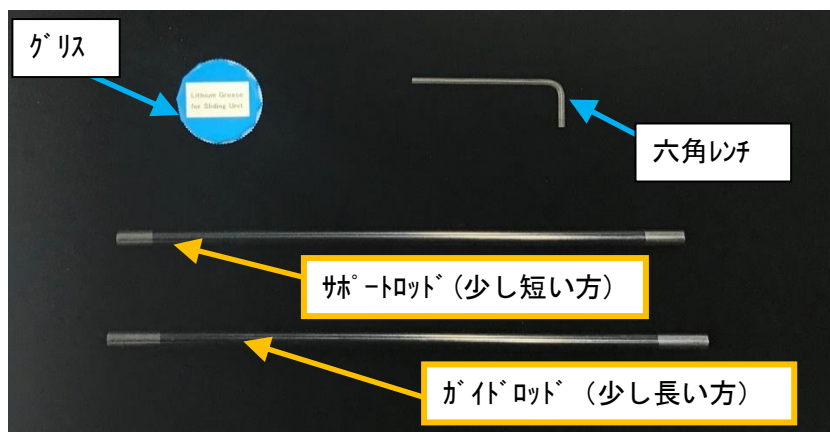 ｸﾞﾘｽ
Lithium Grease
for Sliding Unit
六角ﾚﾝﾁ
ｻﾎﾟｰﾄﾛｯﾄﾞ(少し短い方)
ｶﾞｲﾄﾞﾛｯﾄﾞ（少し長い方）